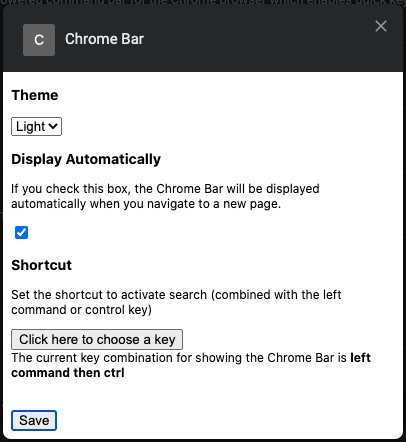 owered command bar for the Chrome browser which enables quick key
C
Chrome Bar
Theme
Light
Display Automatically
If you check this box, the Chrome Bar will be displayed
automatically when you navigate to a new page.
Shortcut
Set the shortcut to activate search (combined with the left
command or control key)
Click here to choose a key
The current key combination for showing the Chrome Bar is left
command then ctrl
Save